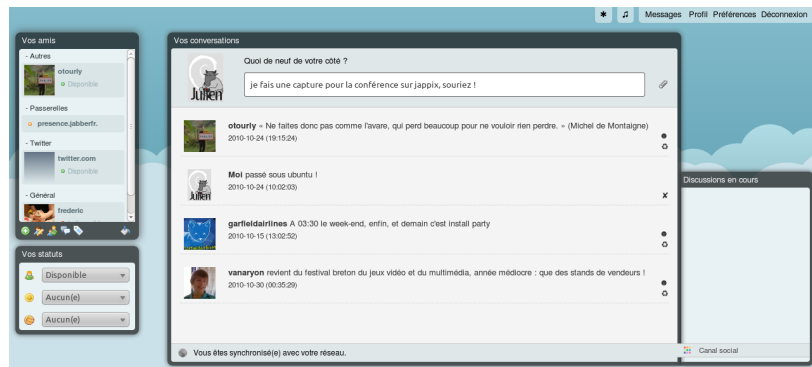 Messages Profil Préférences Déconnexion
Vos amis
- Autres
otourly
Disponible
- Passerelles
presence.jabberfr.
- Twitter
twitter.com
Disponible
- Général
frederic
Vos statuts
Disponible
Aucun(e)
Aucun(e)
Vos conversations
Julien
Quoi de neuf de votre côté ?
je fais une capture pour la conférence sur jappix, souriez !
otourly « Ne faites donc pas comme l'avare, qui perd beaucoup pour ne vouloir rien perdre. » (Michel de Montaigne)
2010-10-24 (19:15:24)
Julien
Moi passé sous ubuntu !
2010-10-24 (10:02:03)
garfieldairlines A 03:30 le week-end, enfin, et demain c'est install party
2010-10-15 (13:02:52)
vanaryon revient du festival breton du jeux vidéo et du multimédia, année médiocre : que des stands de vendeurs !
2010-10-30 (00:35:29)
Vous êtes synchronisé(e) avec votre réseau.
Discussions en cours
Canal social